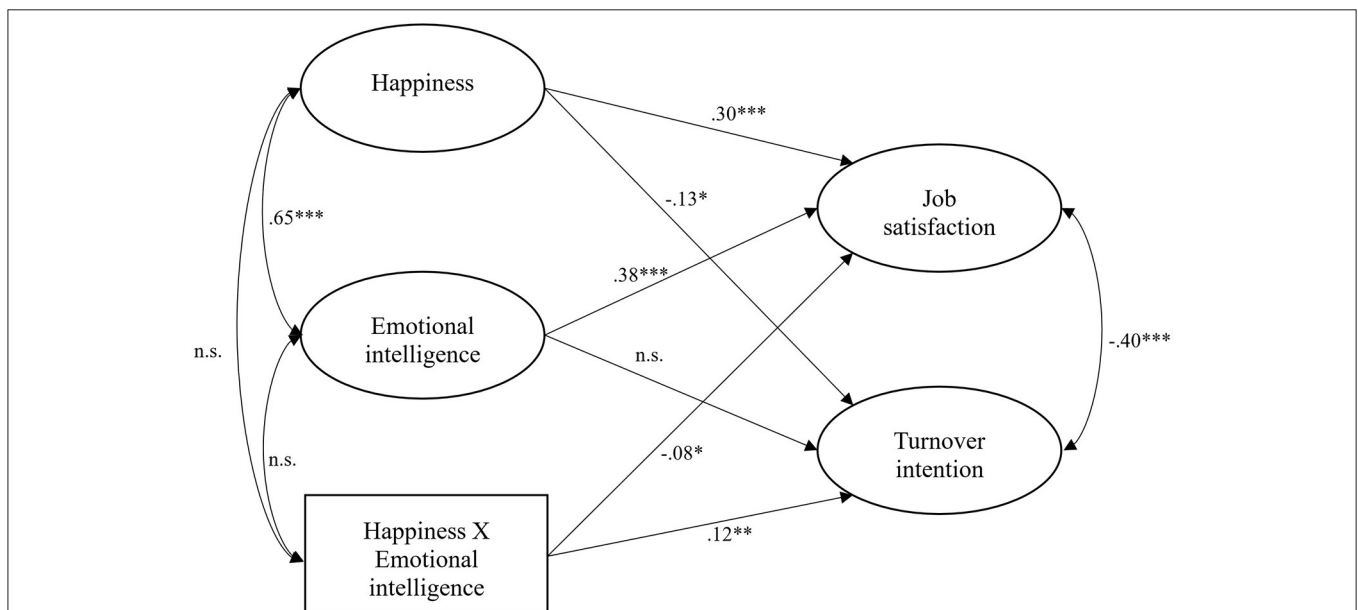 Happiness
.30***
Job
satisfaction
-.13*
.65***
.38***
Emotional
intelligence
n.s.
n.s.
-.40***
Turnover
intention
-.08*
n.s.
.12**
Happiness X
Emotional
intelligence